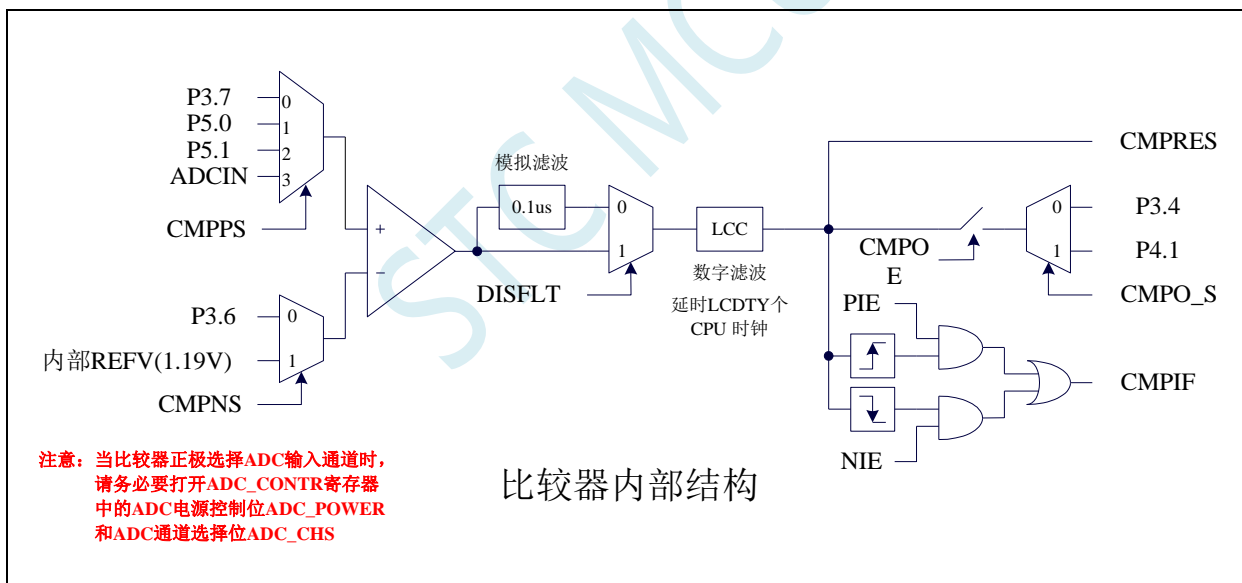 STC MCU
P3.7
P5.0
P5.1
ADCIN
0
1
2
3
CMPPS
P3.6
内部REFV(1.19V)
0
1
CMPNS
+
−
模拟滤波
0.1us
0
1
DISFLT
LCC
数字滤波
延时LCDTY个
CPU 时钟
CMPRES
CMPO
E
0
1
P3.4
P4.1
CMPO_S
PIE
NIE
CMPIF
注意：当比较器正极选择ADC输入通道时，
请务必要打开ADC_CONTR寄存器
中的ADC电源控制位ADC_POWER
和ADC通道选择位ADC_CHS
比较器内部结构